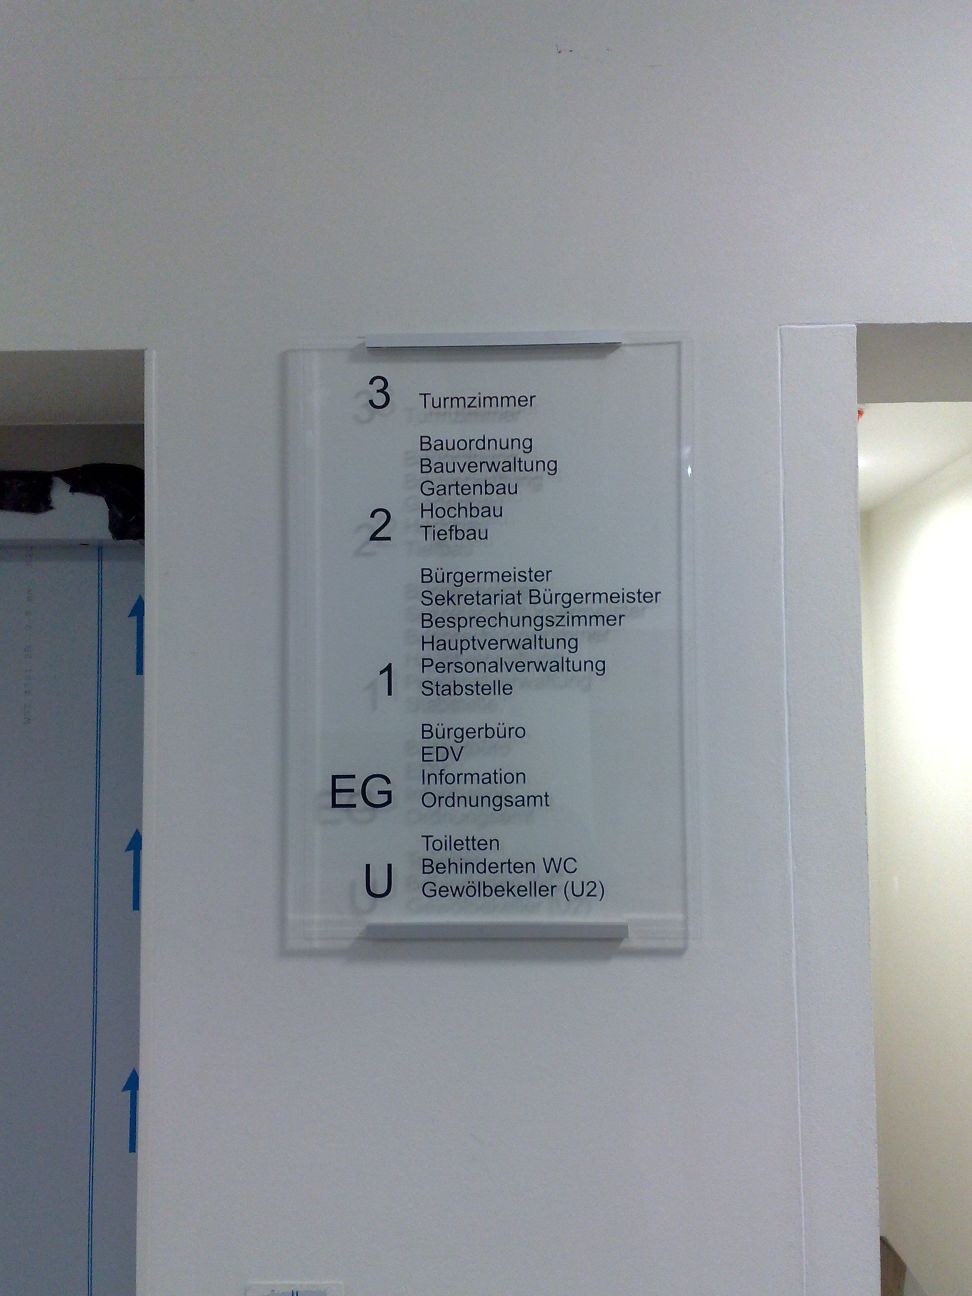 3 Turmzimmer
Bauordnung
Bauverwaltung
Gartenbau
Hochbau
2 Tiefbau
Bürgermeister
Sekretariat Bürgermeister
Besprechungszimmer
Hauptverwaltung
Personalverwaltung
1 Stabstelle
Bürgerbüro
EDV
Information
EG Ordnungsamt
Toiletten
Behinderten WC
U Gewölbekeller (U2)